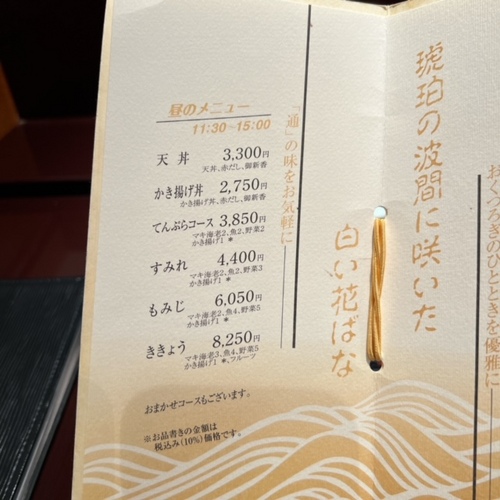 昼のメニュー
11:30〜15:00
天丼 3,300円
天丼、赤だし、御新香
かき揚げ丼 2,750円
かき揚げ丼、赤だし、御新香
てんぷらコース 3,850円
マキ海老2、魚2、野菜2
かき揚げ1 *
すみれ 4,400円
マキ海老2、魚2、野菜3
かき揚げ1 *
もみじ 6,050円
マキ海老2、魚4、野菜5
かき揚げ1 *
ききょう 8,250円
マキ海老3、魚4、野菜5
かき揚げ1 *、フルーツ
おまかせコースもございます。
※お品書きの金額は
税込み(10%)価格です。
「通」の味をお気軽に
琥珀の波間に咲いた
白い花ばな
のひとときを優雅に